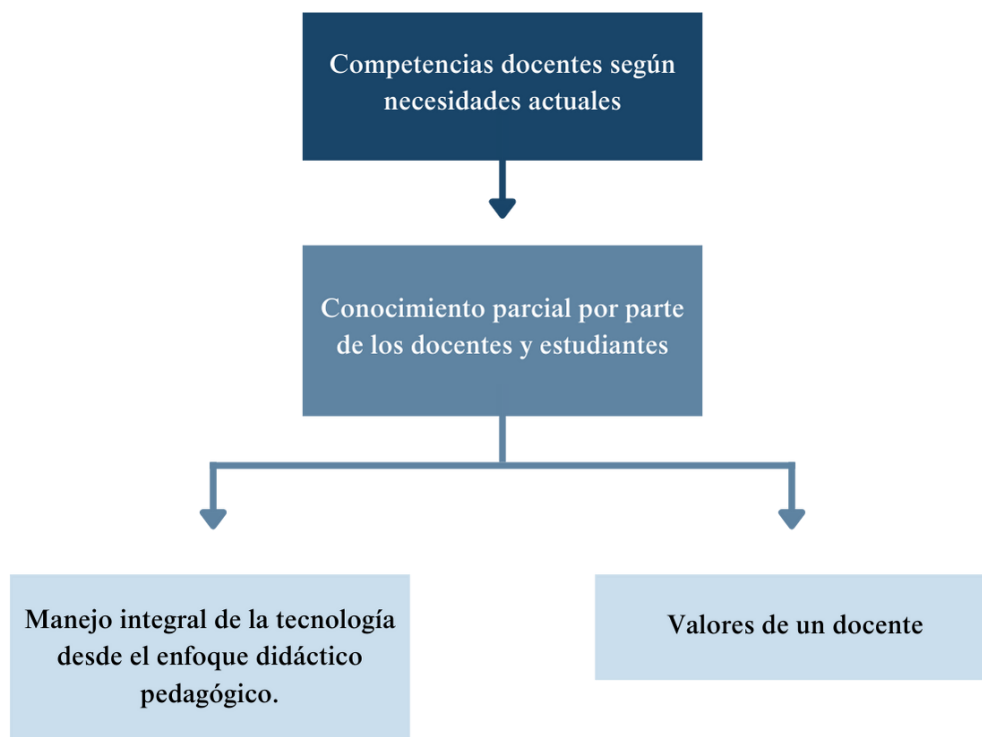 Competencias docentes según
necesidades actuales
Conocimiento parcial por parte
de los docentes y estudiantes
Manejo integral de la tecnología
desde el enfoque didáctico
pedagógico.
Valores de un docente